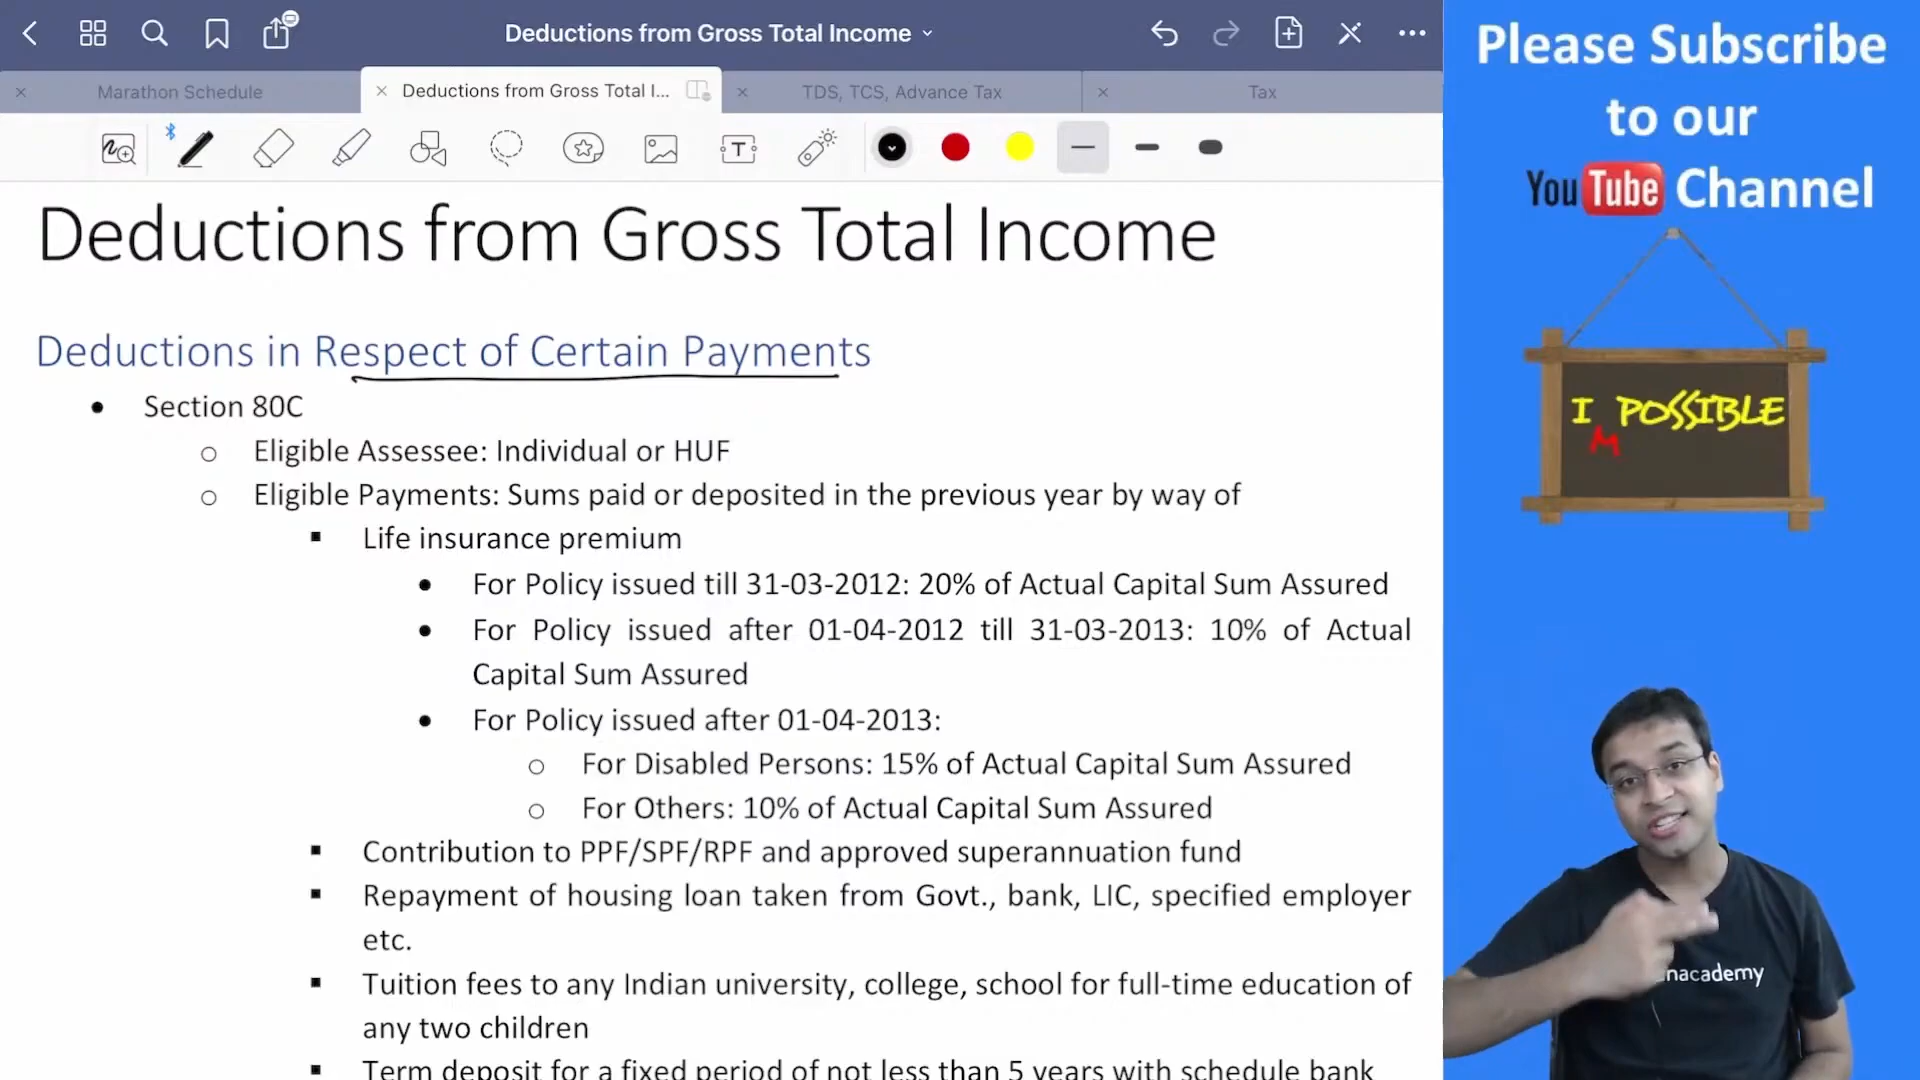 Deductions from Gross Total Income
Marathon Schedule
Deductions from Gross Total I...
TDS, TCS, Advance Tax
Tax
T
Deductions from Gross Total Income
Deductions in Respect of Certain Payments
• Section 80C
○ Eligible Assessee: Individual or HUF
○ Eligible Payments: Sums paid or deposited in the previous year by way of
▪ Life insurance premium
• For Policy issued till 31-03-2012: 20% of Actual Capital Sum Assured
• For Policy issued after 01-04-2012 till 31-03-2013: 10% of Actual
Capital Sum Assured
• For Policy issued after 01-04-2013:
○ For Disabled Persons: 15% of Actual Capital Sum Assured
○ For Others: 10% of Actual Capital Sum Assured
▪ Contribution to PPF/SPF/RPF and approved superannuation fund
▪ Repayment of housing loan taken from Govt., bank, LIC, specified employer
etc.
▪ Tuition fees to any Indian university, college, school for full-time education of
any two children
▪ Term deposit for a fixed period of not less than 5 years with schedule bank
Please Subscribe
to our
YouTube Channel
I POSSIBLE
M
nacademy